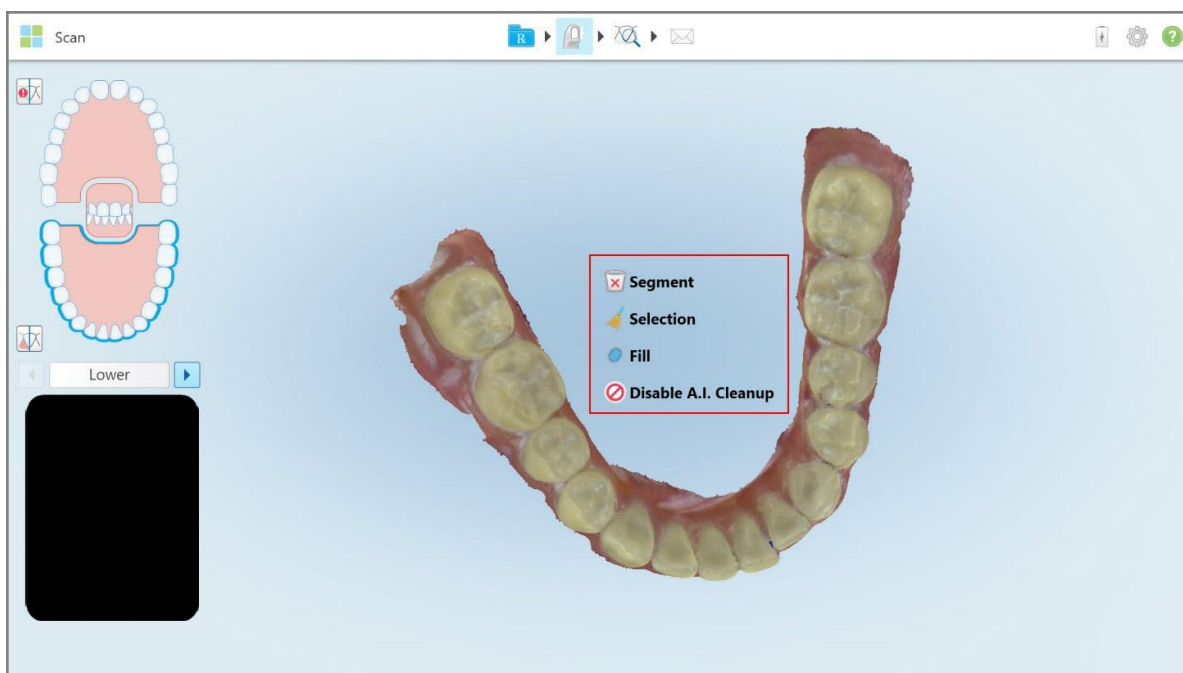 Scan
R
?
Segment
Selection
Fill
Disable A.I. Cleanup
Lower